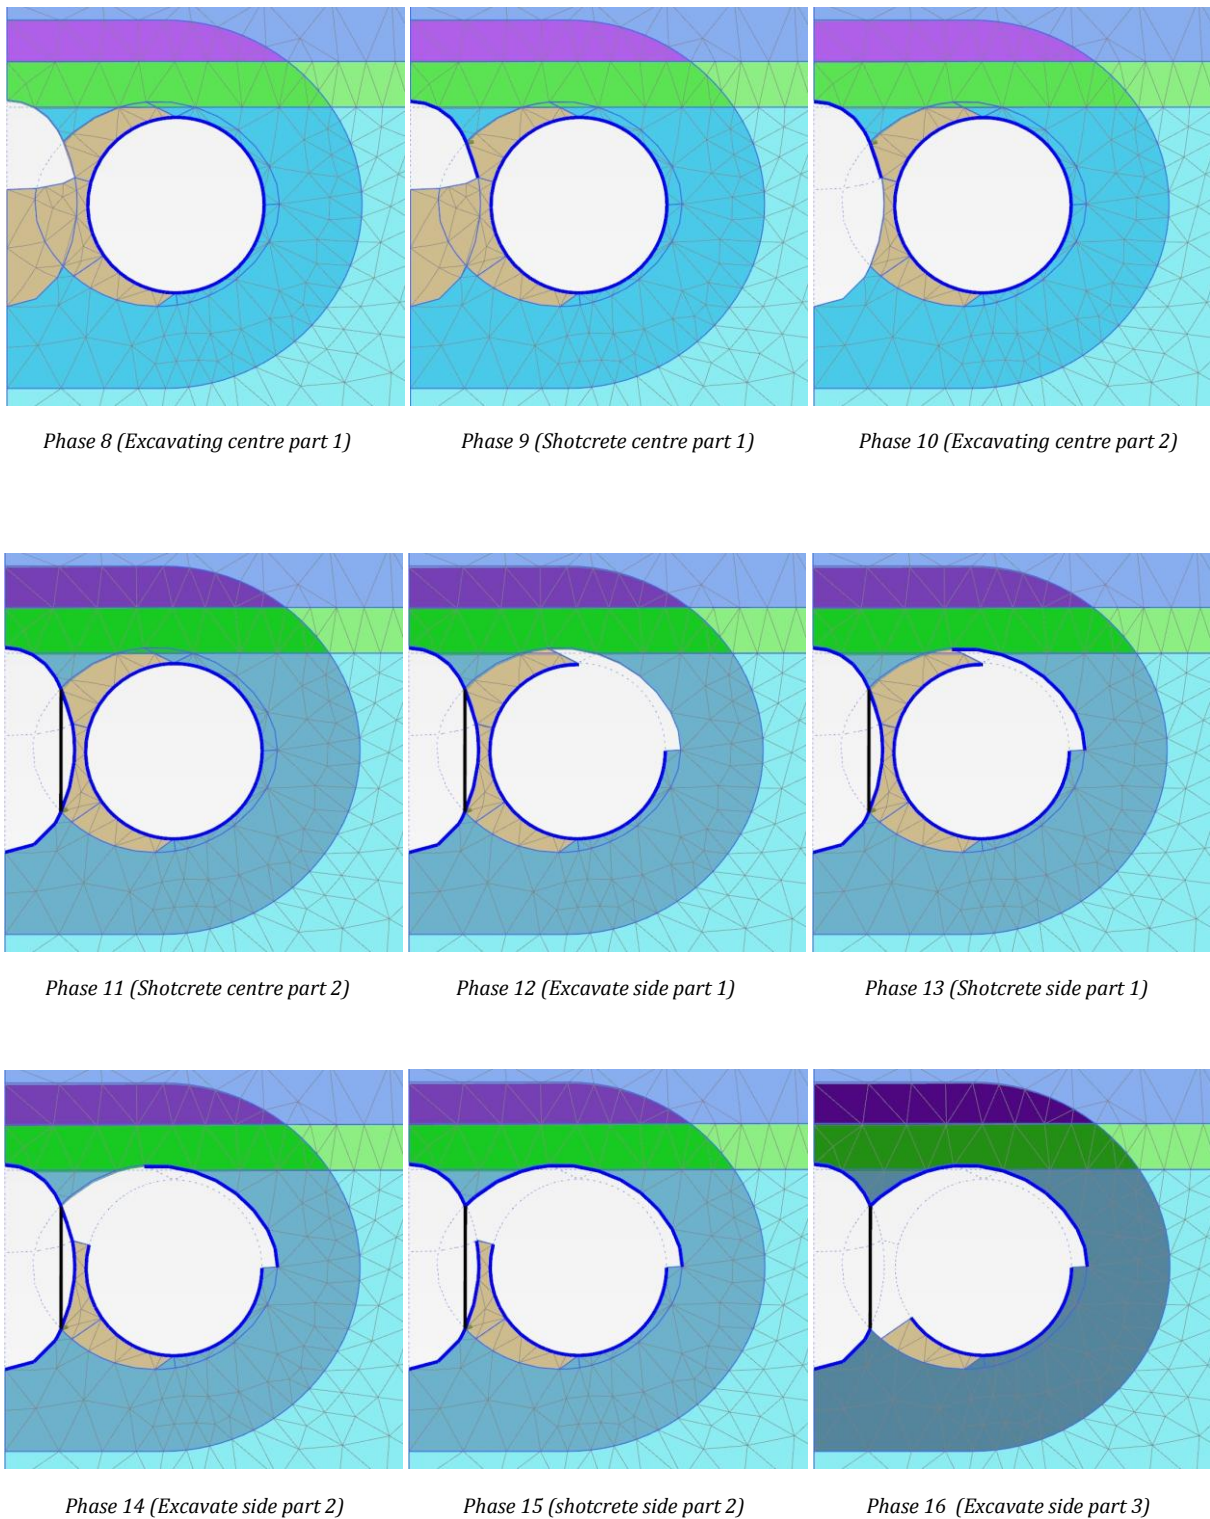 Phase 8 (Excavating centre part 1)
Phase 9 (Shotcrete centre part 1)
Phase 10 (Excavating centre part 2)
Phase 11 (Shotcrete centre part 2)
Phase 12 (Excavate side part 1)
Phase 13 (Shotcrete side part 1)
Phase 14 (Excavate side part 2)
Phase 15 (shotcrete side part 2)
Phase 16  (Excavate side part 3)